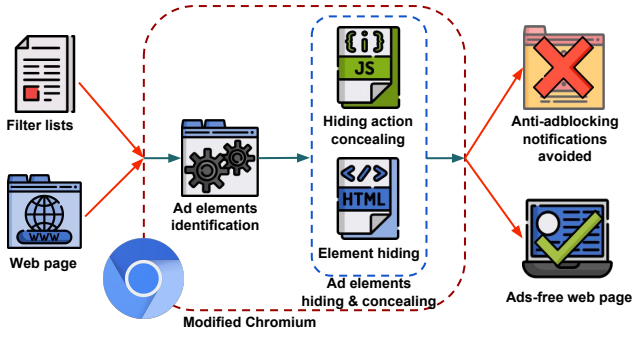 Filter lists
WWW
Web page
Ad elements
identification
{i}
JS
Hiding action
concealing
</>
HTML
Element hiding
Ad elements
hiding & concealing
Modified Chromium
Anti-adblocking
notifications
avoided
Ads-free web page